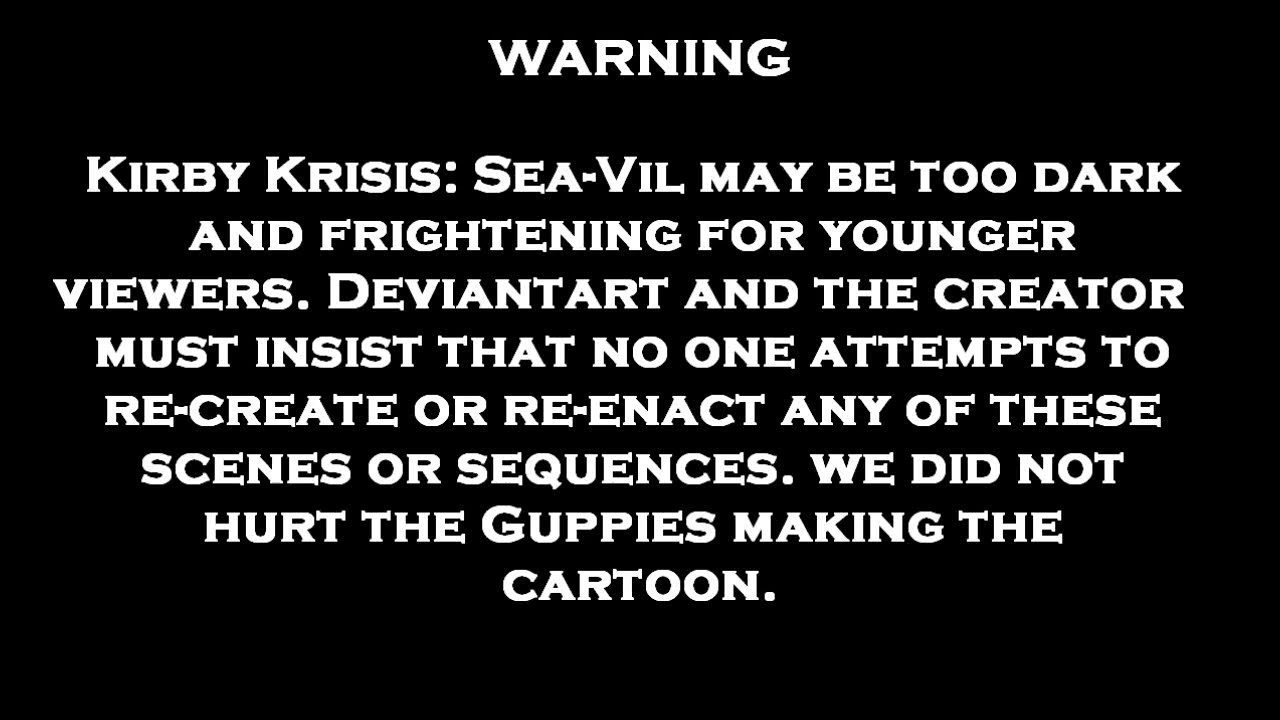 WARNING
Kirby Krisis: Sea-Vil may be too dark
and frightening for younger
viewers. Deviantart and the creator
must insist that no one attempts to
re-create or re-enact any of these
scenes or sequences. we did not
hurt the Guppies making the
cartoon.